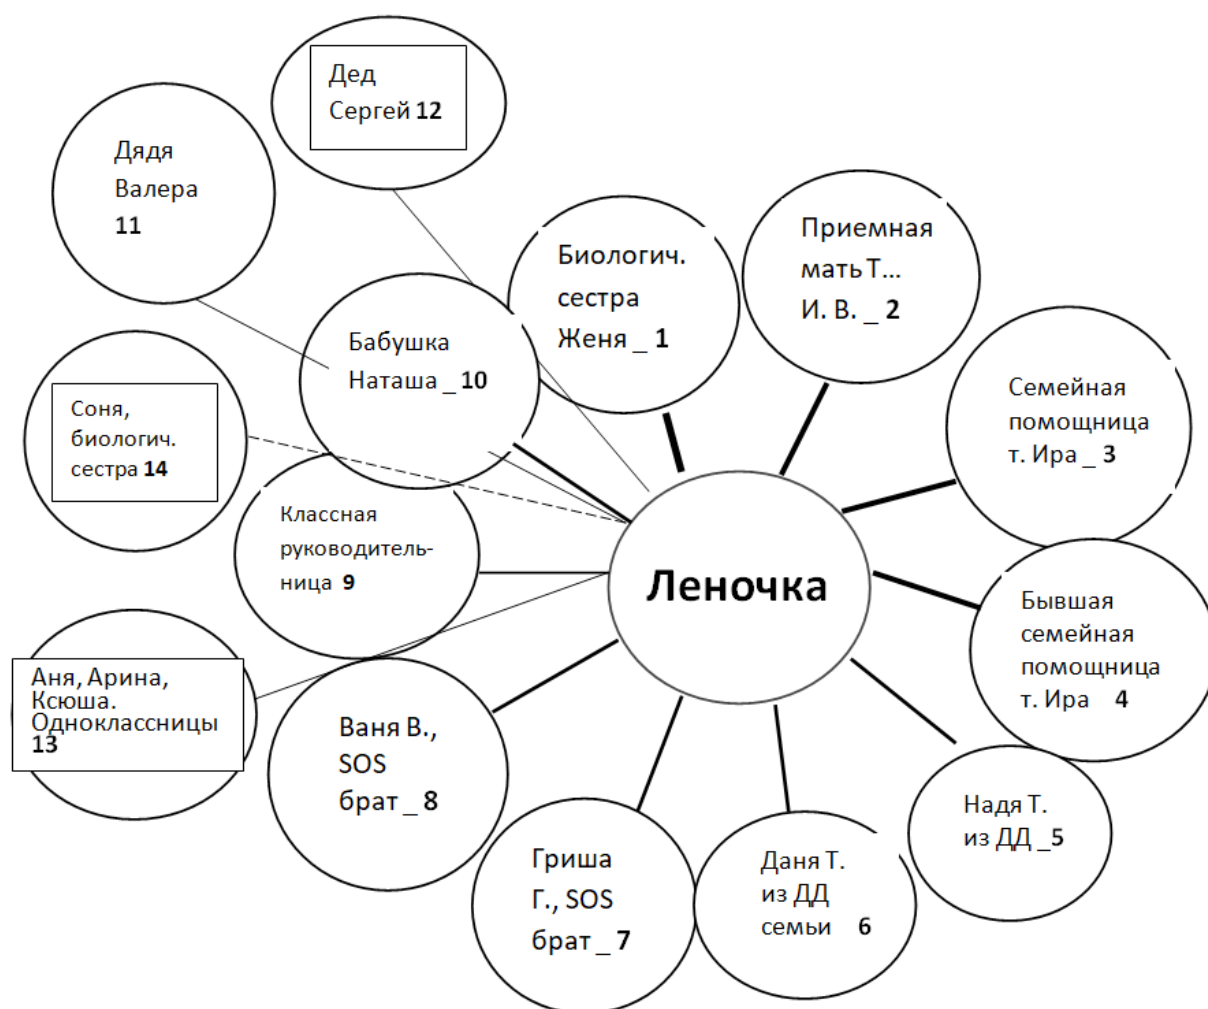 Дед
Сергей 12
Дядя
Валера
11
Биологич.
сестра
Женя _ 1
Приемная
мать Т...
И. В. _ 2
Бабушка
Наташа _ 10
Семейная
помощница
т. Ира _ 3
Соня,
биологич.
сестра 14
Классная
руководитель-
ница 9
Леночка
Бывшая
семейная
помощница
т. Ира 4
Аня, Арина,
Ксюша.
Одноклассницы
13
Ваня В.,
SOS
брат _ 8
Надя Т.
из ДД _5
Гриша
Г., SOS
брат _ 7
Даня Т.
из ДД
семьи 6